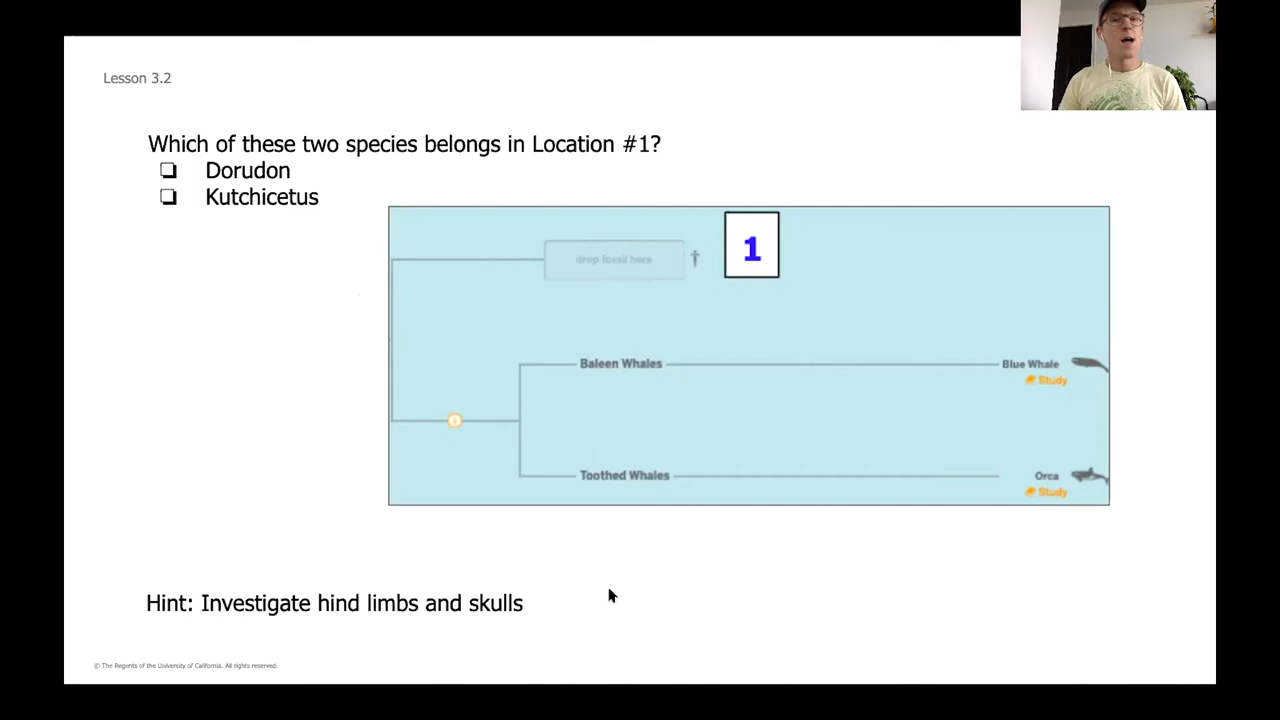 Lesson 3.2
Which of these two species belongs in Location #1?
❏ Dorudon
❏ Kutchicetus
drop fossil here †
1
Baleen Whales
Blue Whale
Study
Toothed Whales
Orca
Study
Hint: Investigate hind limbs and skulls
© The Regents of the University of California. All rights reserved.